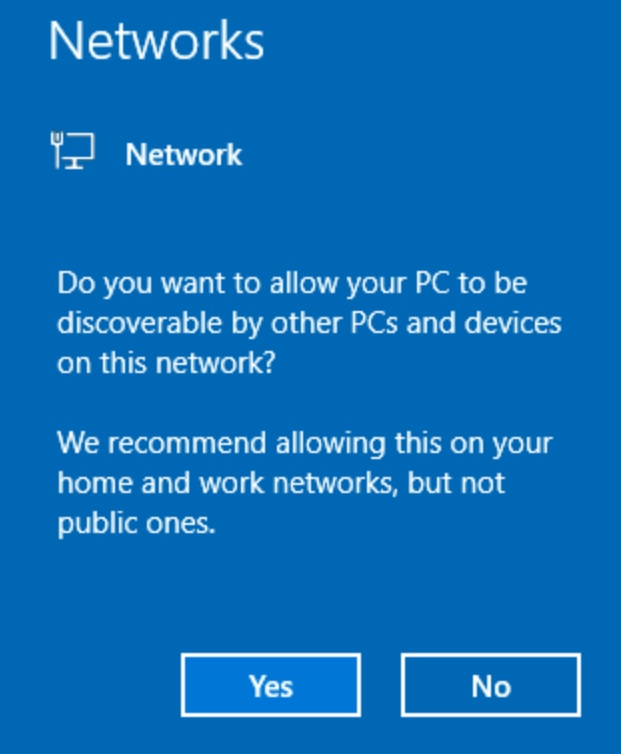 Networks
Network
Do you want to allow your PC to be
discoverable by other PCs and devices
on this network?
We recommend allowing this on your
home and work networks, but not
public ones.
Yes
No